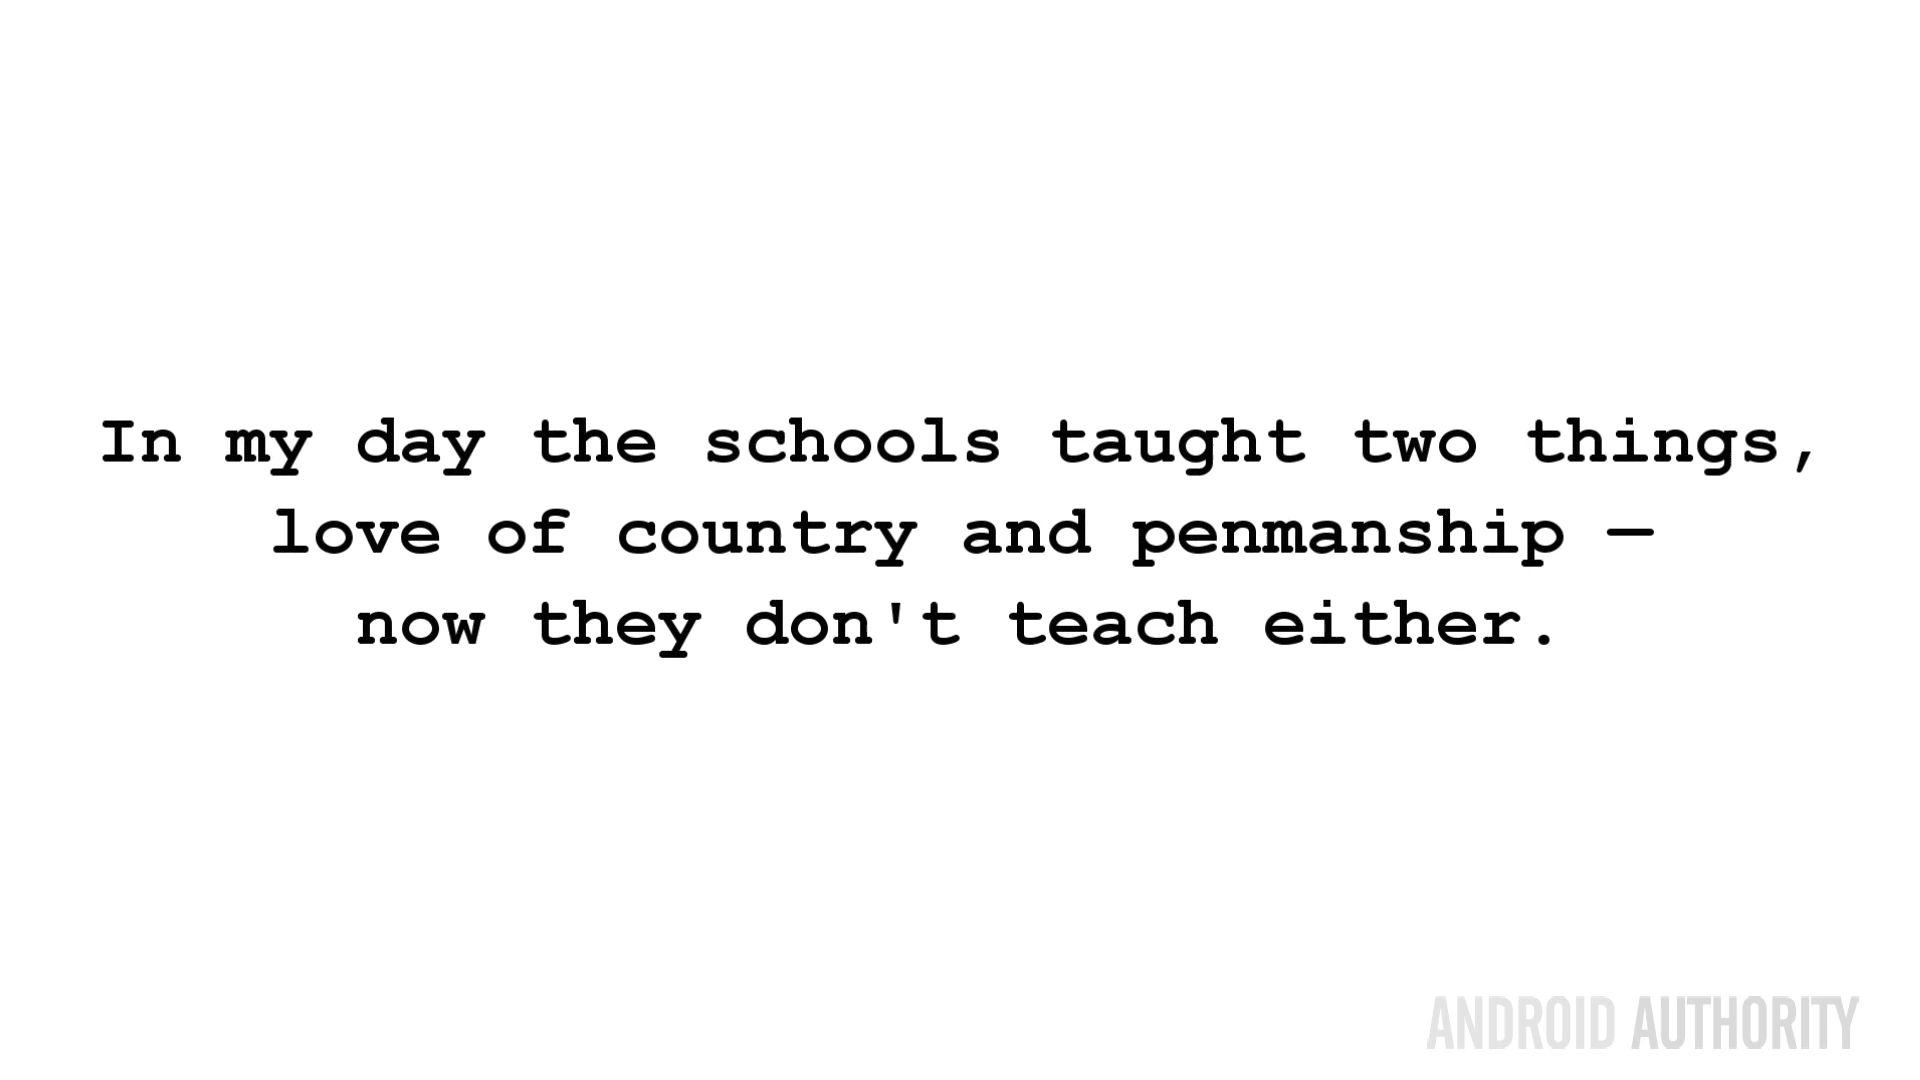 In my day the schools taught two things,
love of country and penmanship —
now they don't teach either.
ANDROID AUTHORITY